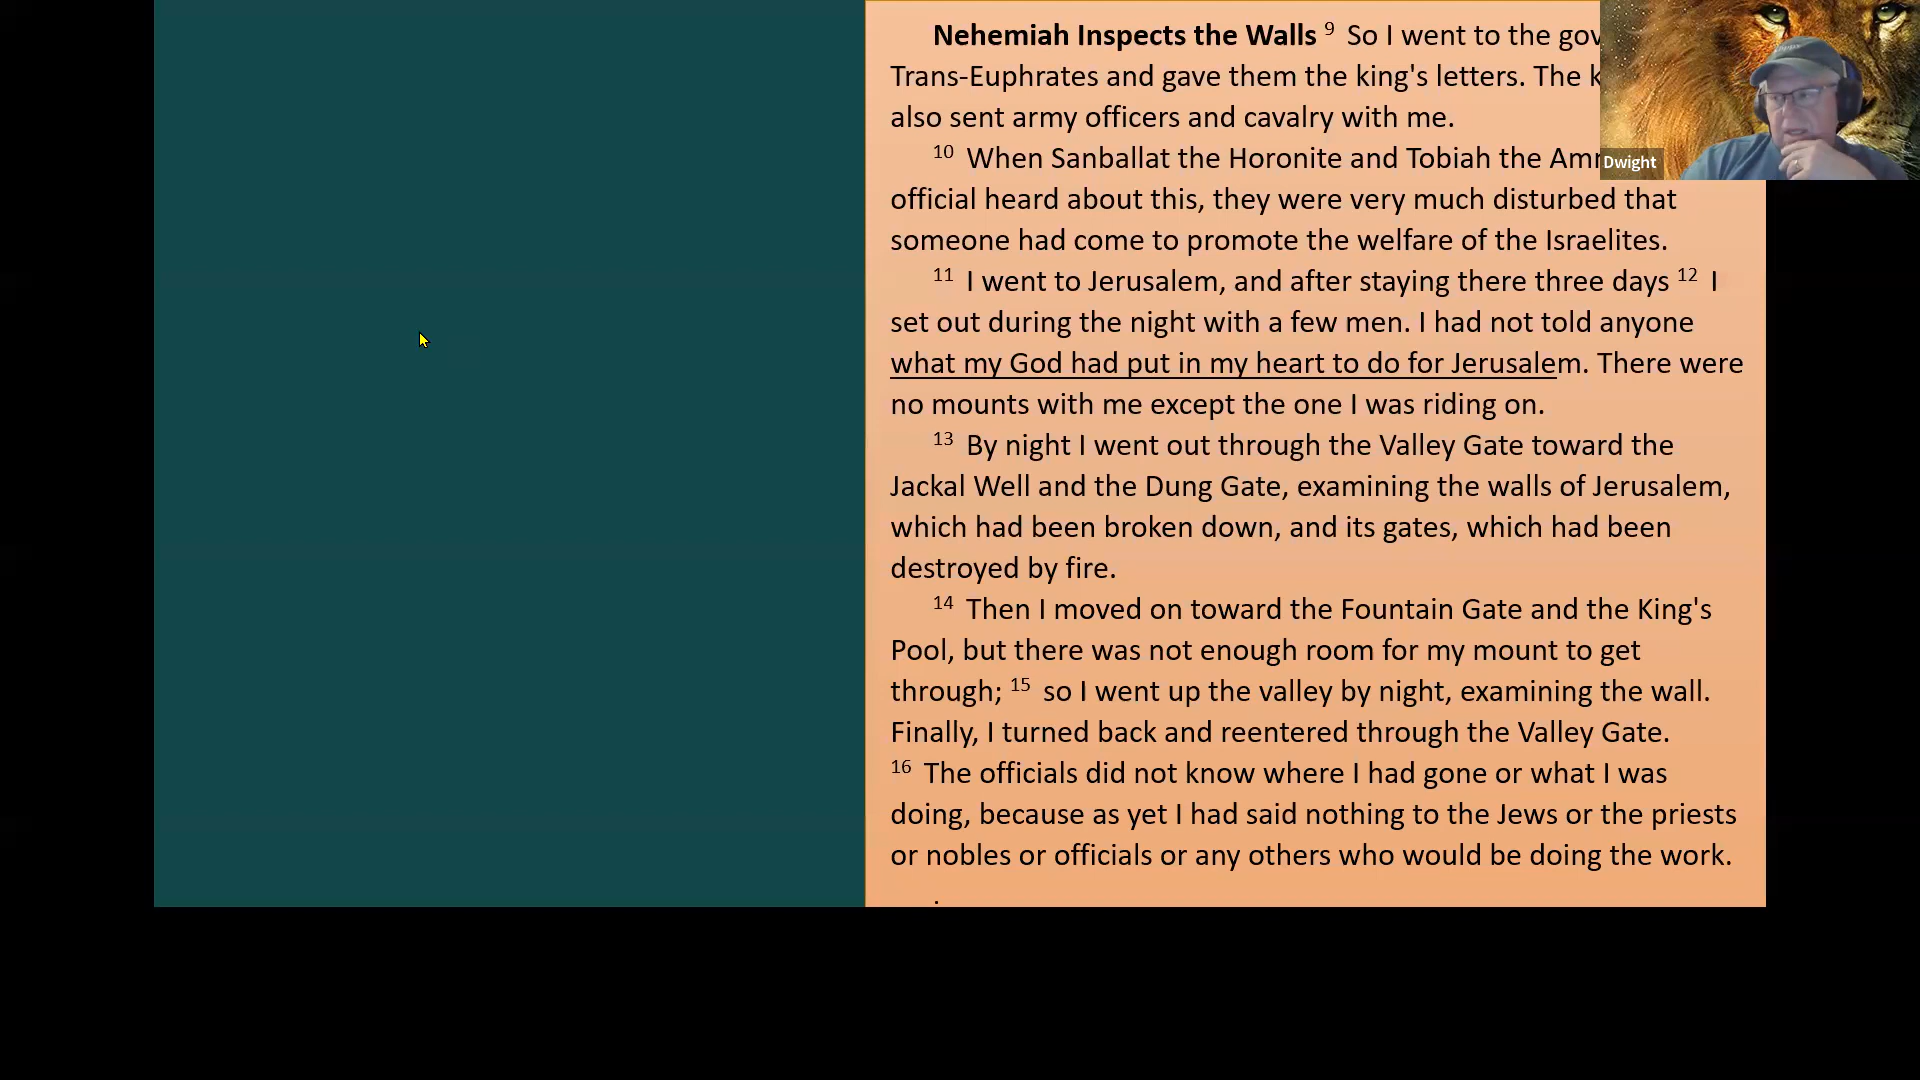 Nehemiah Inspects the Walls 9 So I went to the
Trans-Euphrates and gave them the king's letters. The
also sent army officers and cavalry with me.
10 When Sanballat the Horonite and Tobiah the
official heard about this, they were very much disturbed that
someone had come to promote the welfare of the Israelites.
11 I went to Jerusalem, and after staying there three days 12 I
set out during the night with a few men. I had not told anyone
what my God had put in my heart to do for Jerusalem. There were
no mounts with me except the one I was riding on.
13 By night I went out through the Valley Gate toward the
Jackal Well and the Dung Gate, examining the walls of Jerusalem,
which had been broken down, and its gates, which had been
destroyed by fire.
14 Then I moved on toward the Fountain Gate and the King's
Pool, but there was not enough room for my mount to get
through; 15 so I went up the valley by night, examining the wall.
Finally, I turned back and reentered through the Valley Gate.
16 The officials did not know where I had gone or what I was
doing, because as yet I had said nothing to the Jews or the priests
or nobles or officials or any others who would be doing the work.
.
Dwight